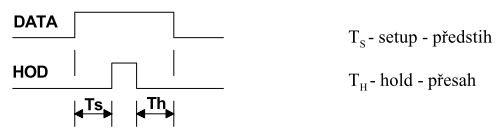 DATA
T_S - setup - předstih
HOD
T_H - hold - přesah
Ts Th